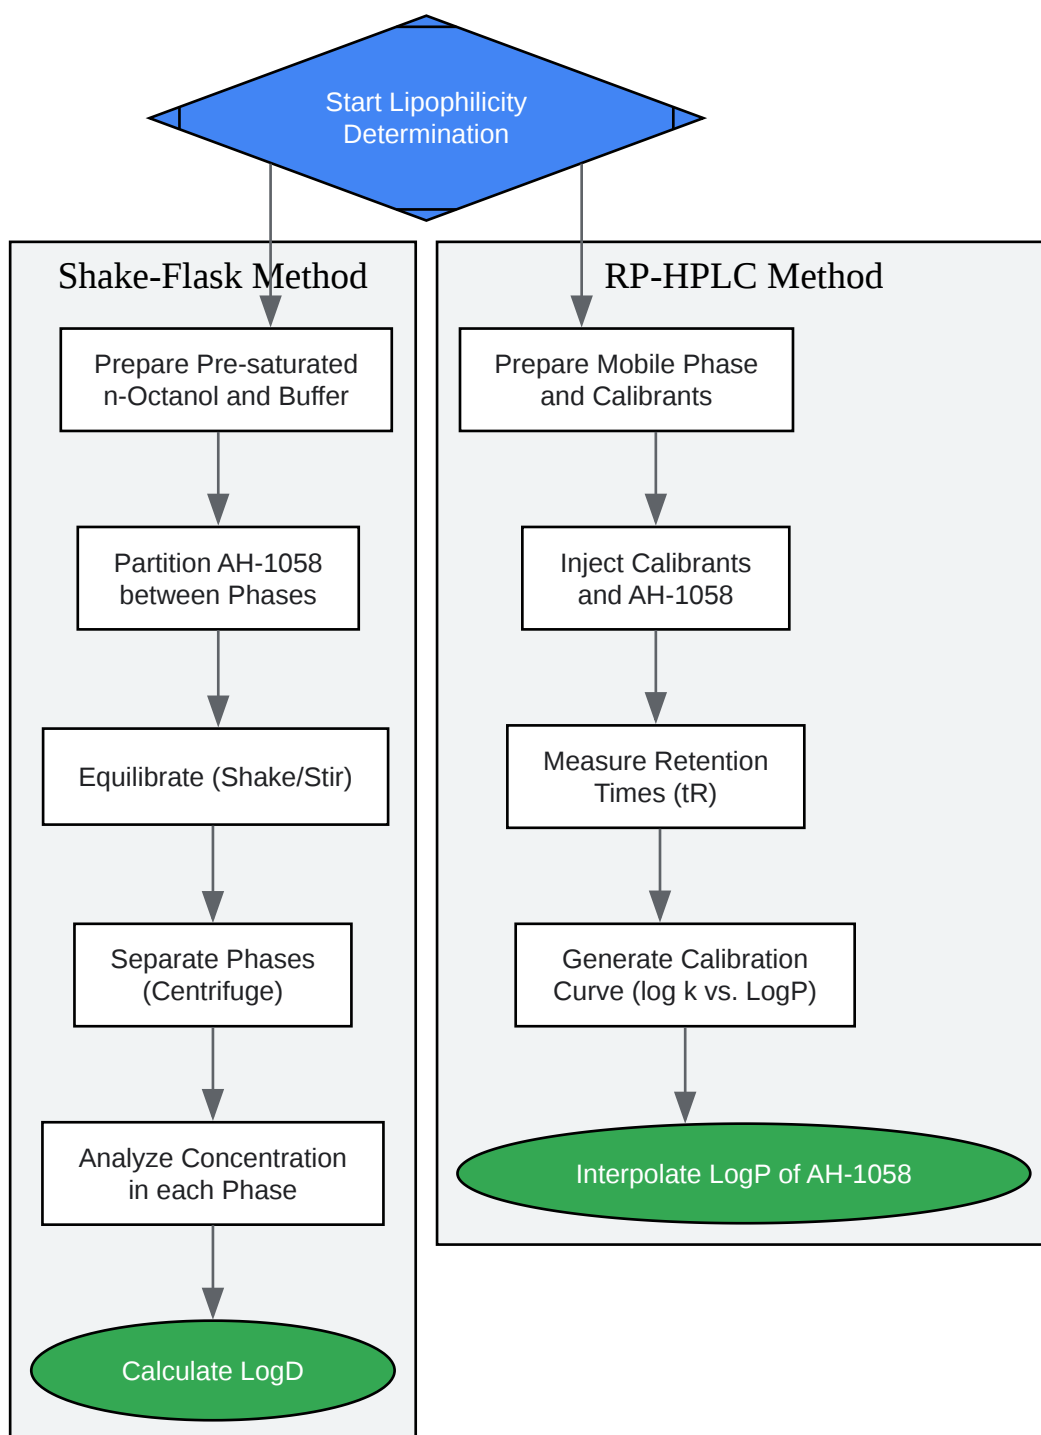 Start Lipophilicity
Determination
Shake-Flask Method
Prepare Pre-saturated
n-Octanol and Buffer
Partition AH-1058
between Phases
Equilibrate (Shake/Stir)
Separate Phases
(Centrifuge)
Analyze Concentration
in each Phase
Calculate LogD
RP-HPLC Method
Prepare Mobile Phase
and Calibrants
Inject Calibrants
and AH-1058
Measure Retention
Times (tR)
Generate Calibration
Curve (log k vs. LogP)
Interpolate LogP of AH-1058